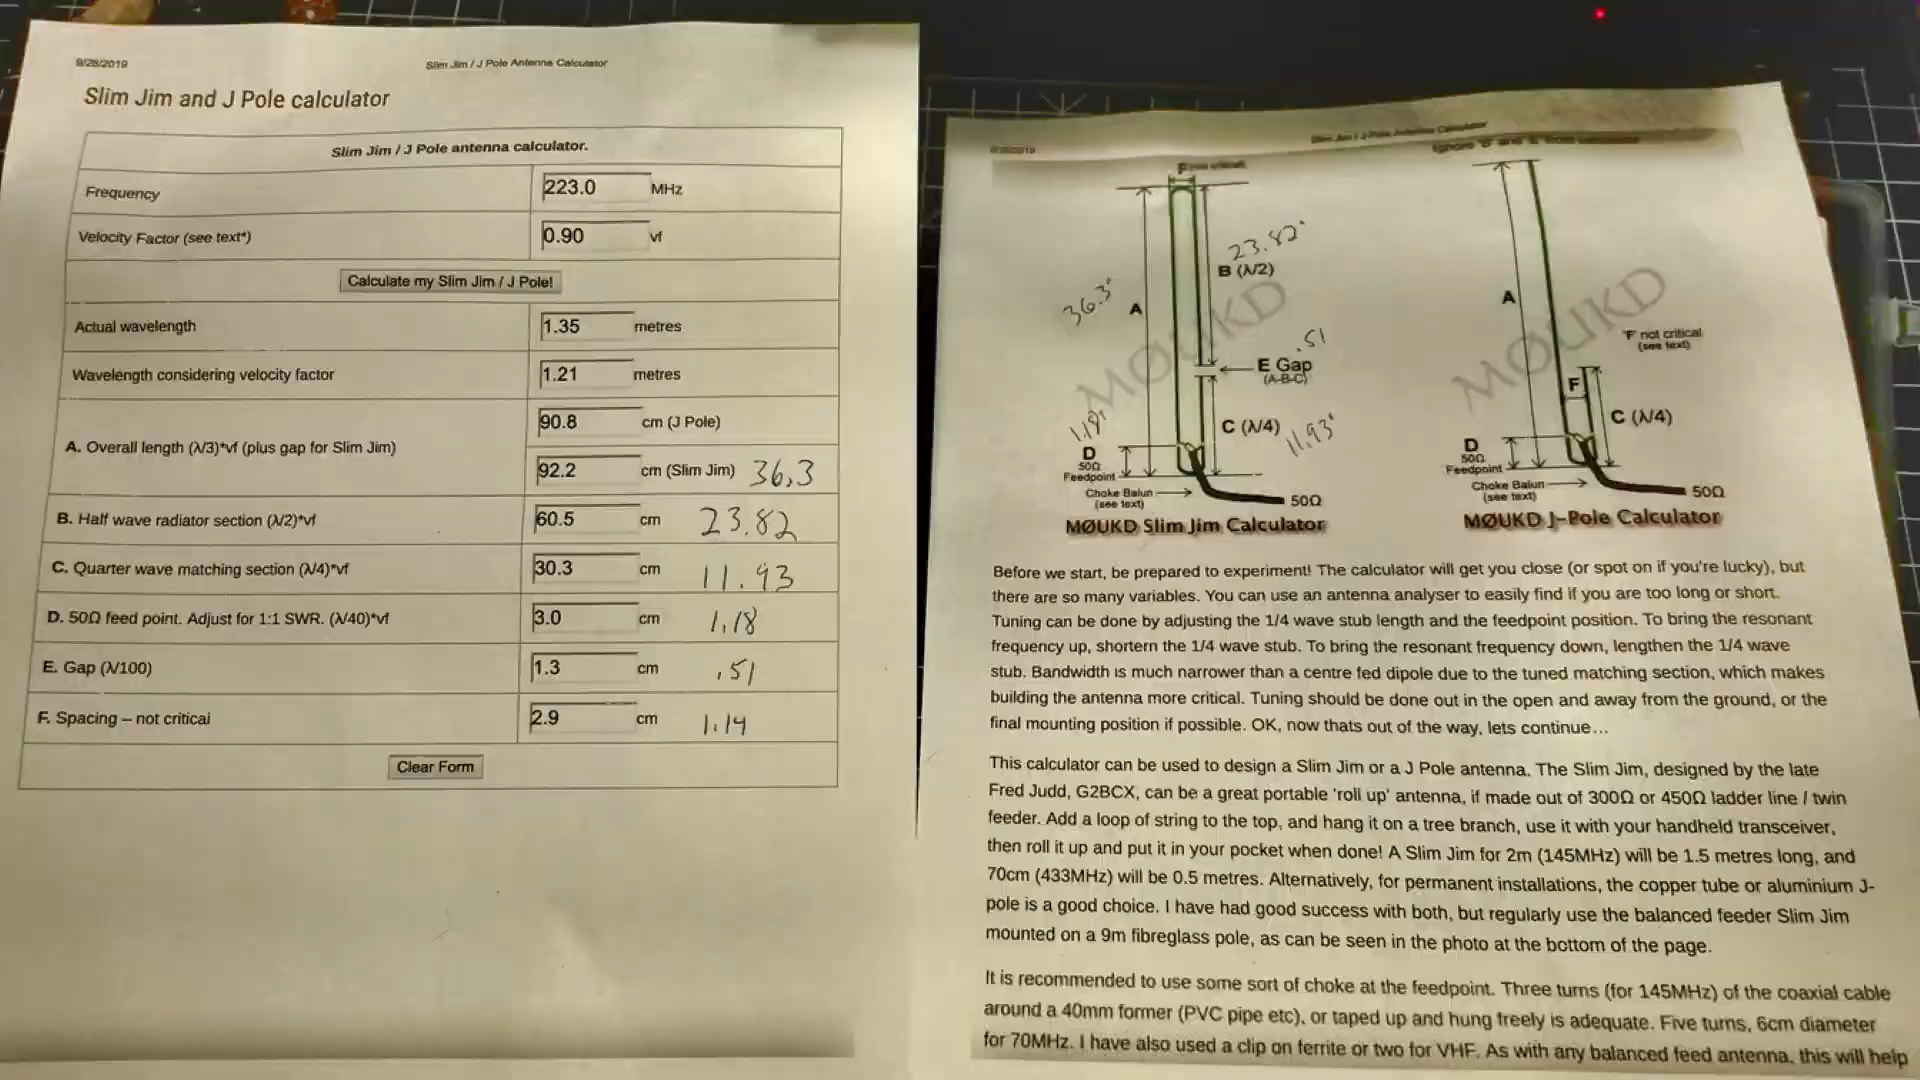 9/28/2019
Slim Jim / J Pole Antenna Calculator
Slim Jim and J Pole calculator
Slim Jim / J Pole antenna calculator.
Frequency 223.0 MHz
Velocity Factor (see text*) 0.90 vf
Calculate my Slim Jim / J Pole!
Actual wavelength 1.35 metres
Wavelength considering velocity factor 1.21 metres
90.8 cm (J Pole)
A. Overall length (λ/3)*vf (plus gap for Slim Jim)
92.2 cm (Slim Jim) 36.3
B. Half wave radiator section (λ/2)*vf 60.5 cm 23.82
C. Quarter wave matching section (λ/4)*vf 30.3 cm 11.93
D. 50Ω feed point. Adjust for 1:1 SWR. (λ/40)*vf 3.0 cm 1.18
E. Gap (λ/100) 1.3 cm .51
F. Spacing – not critical 2.9 cm 1.14
Clear Form
Slim Jim / J Pole Antenna Calculator
F
23.82"
B (λ/2)
36.3"
A
.51
E Gap
(A-B-C)
C (λ/4)
11.93"
1.18"
D
50Ω
Feedpoint
Choke Balun
(see text)
50Ω
MØUKD
MØUKD Slim Jim Calculator
A
'F' not critical
(see text)
F
C (λ/4)
D
50Ω
Feedpoint
Choke Balun
(see text)
50Ω
MØUKD
MØUKD J-Pole Calculator
Before we start, be prepared to experiment! The calculator will get you close (or spot on if you're lucky), but
there are so many variables. You can use an antenna analyser to easily find if you are too long or short.
Tuning can be done by adjusting the 1/4 wave stub length and the feedpoint position. To bring the resonant
frequency up, shortern the 1/4 wave stub. To bring the resonant frequency down, lengthen the 1/4 wave
stub. Bandwidth is much narrower than a centre fed dipole due to the tuned matching section, which makes
building the antenna more critical. Tuning should be done out in the open and away from the ground, or the
final mounting position if possible. OK, now thats out of the way, lets continue…
This calculator can be used to design a Slim Jim or a J Pole antenna. The Slim Jim, designed by the late
Fred Judd, G2BCX, can be a great portable 'roll up' antenna, if made out of 300Ω or 450Ω ladder line / twin
feeder. Add a loop of string to the top, and hang it on a tree branch, use it with your handheld transceiver,
then roll it up and put it in your pocket when done! A Slim Jim for 2m (145MHz) will be 1.5 metres long, and
70cm (433MHz) will be 0.5 metres. Alternatively, for permanent installations, the copper tube or aluminium J-
pole is a good choice. I have had good success with both, but regularly use the balanced feeder Slim Jim
mounted on a 9m fibreglass pole, as can be seen in the photo at the bottom of the page.
It is recommended to use some sort of choke at the feedpoint. Three turns (for 145MHz) of the coaxial cable
around a 40mm former (PVC pipe etc), or taped up and hung freely is adequate. Five turns, 6cm diameter
for 70MHz. I have also used a clip on ferrite or two for VHF. As with any balanced feed antenna, this will help